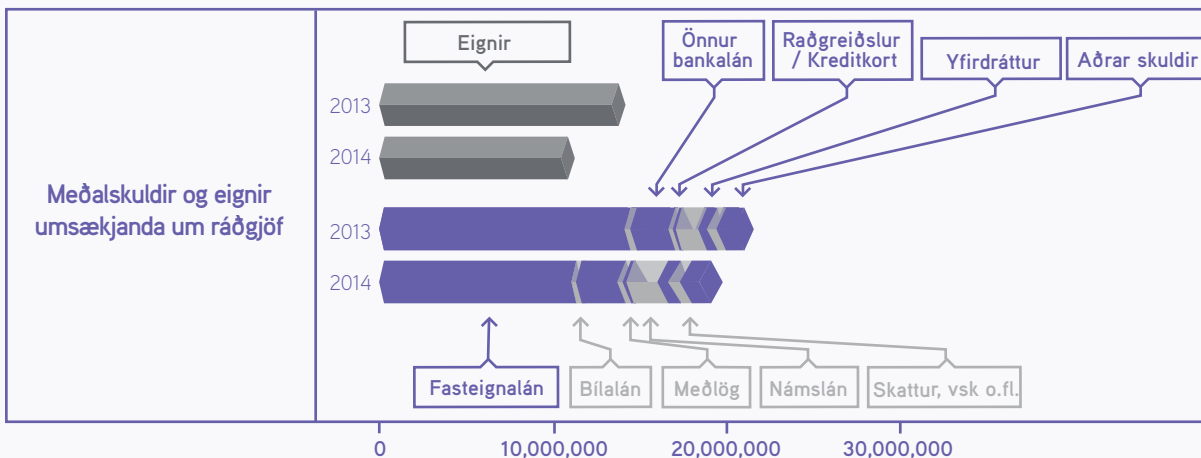 Meðalskuldir og eignir
umsækjanda um ráðgjöf
Eignir
Önnur
bankalán
Raðgreiðslur
/ Kreditkort
Yfirdráttur
Aðrar skuldir
2013
2014
2013
2014
Fasteignalán
Bílalán
Meðlög
Námslán
Skattur, vsk o.fl.
0
10,000,000
20,000,000
30,000,000